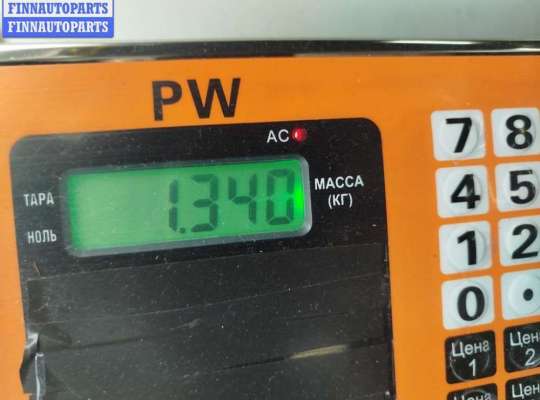 FINNAUTOPARTS
FINNAUTOPARTS
PW
AC
7 8
ТАРА
1.340
МАССА
(КГ)
4 5
НОЛЬ
1 2
0 .
Цена
1
Цена
2